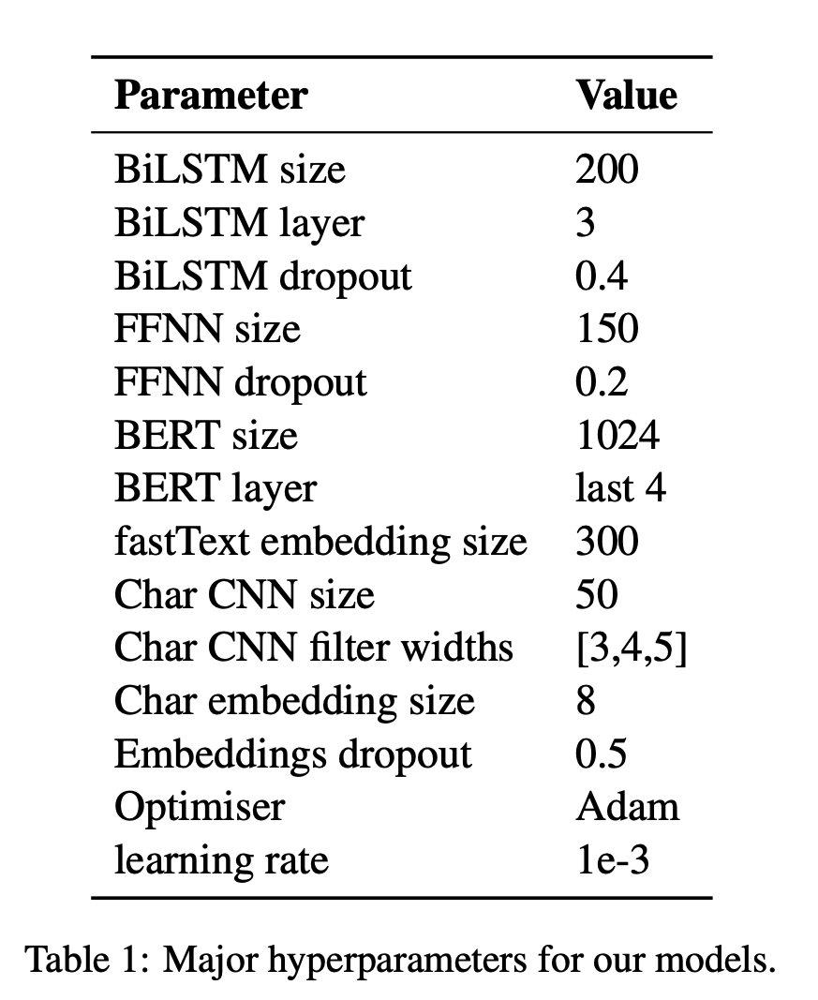 Parameter Value
BiLSTM size 200
BiLSTM layer 3
BiLSTM dropout 0.4
FFNN size 150
FFNN dropout 0.2
BERT size 1024
BERT layer last 4
fastText embedding size 300
Char CNN size 50
Char CNN filter widths [3,4,5]
Char embedding size 8
Embeddings dropout 0.5
Optimiser Adam
learning rate 1e-3
Table 1: Major hyperparameters for our models.